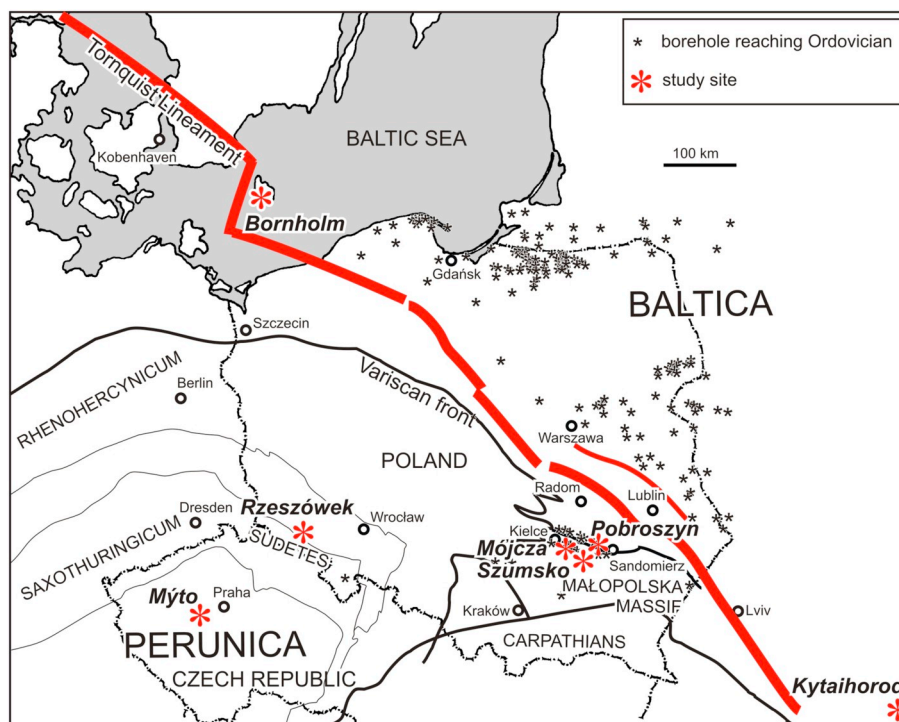 * borehole reaching Ordovician
* study site
100 km
Tornquist Lineament
BALTIC SEA
Kobenhaven
Bornholm
Gdańsk
BALTICA
Szczecin
Variscan front
RHENOHERCYNICUM
Berlin
Warszawa
POLAND
Radom
Lublin
Rzeszówek
Dresden
Wrocław
Kielce
Pobroszyn
SAXOTHURINGICUM
SUDETES
Mójcza
Szumsko
Sandomierz
MAŁOPOLSKA
MASSIF
Mýto
Praha
Kraków
Lviv
PERUNICA
CARPATHIANS
CZECH REPUBLIC
Kytaihorod